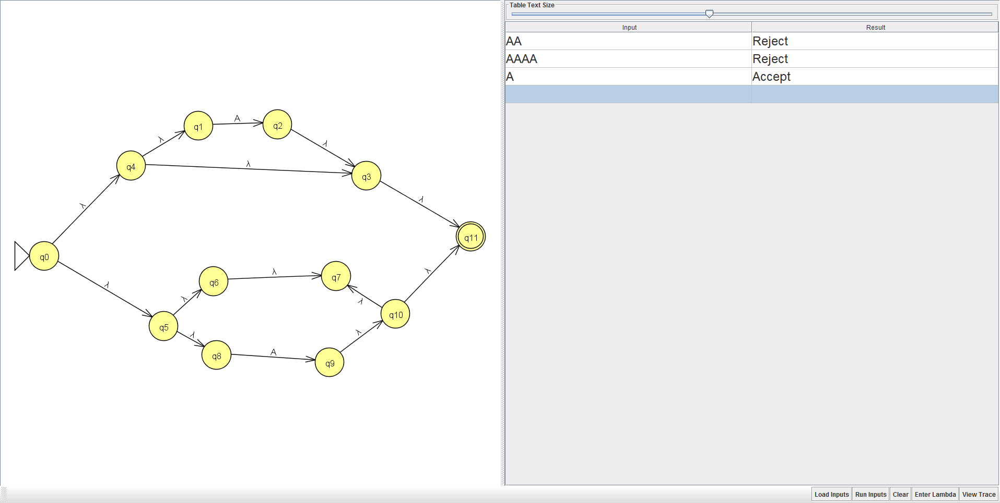 Table Text Size
Input Result
AA Reject
AAAA Reject
A Accept
q1 A q2
λ λ
q4 λ q3
λ λ
q11
q0
λ q6 λ q7 λ
λ λ
q5 q10
λ q8 A q9 λ
Load Inputs Run Inputs Clear Enter Lambda View Trace